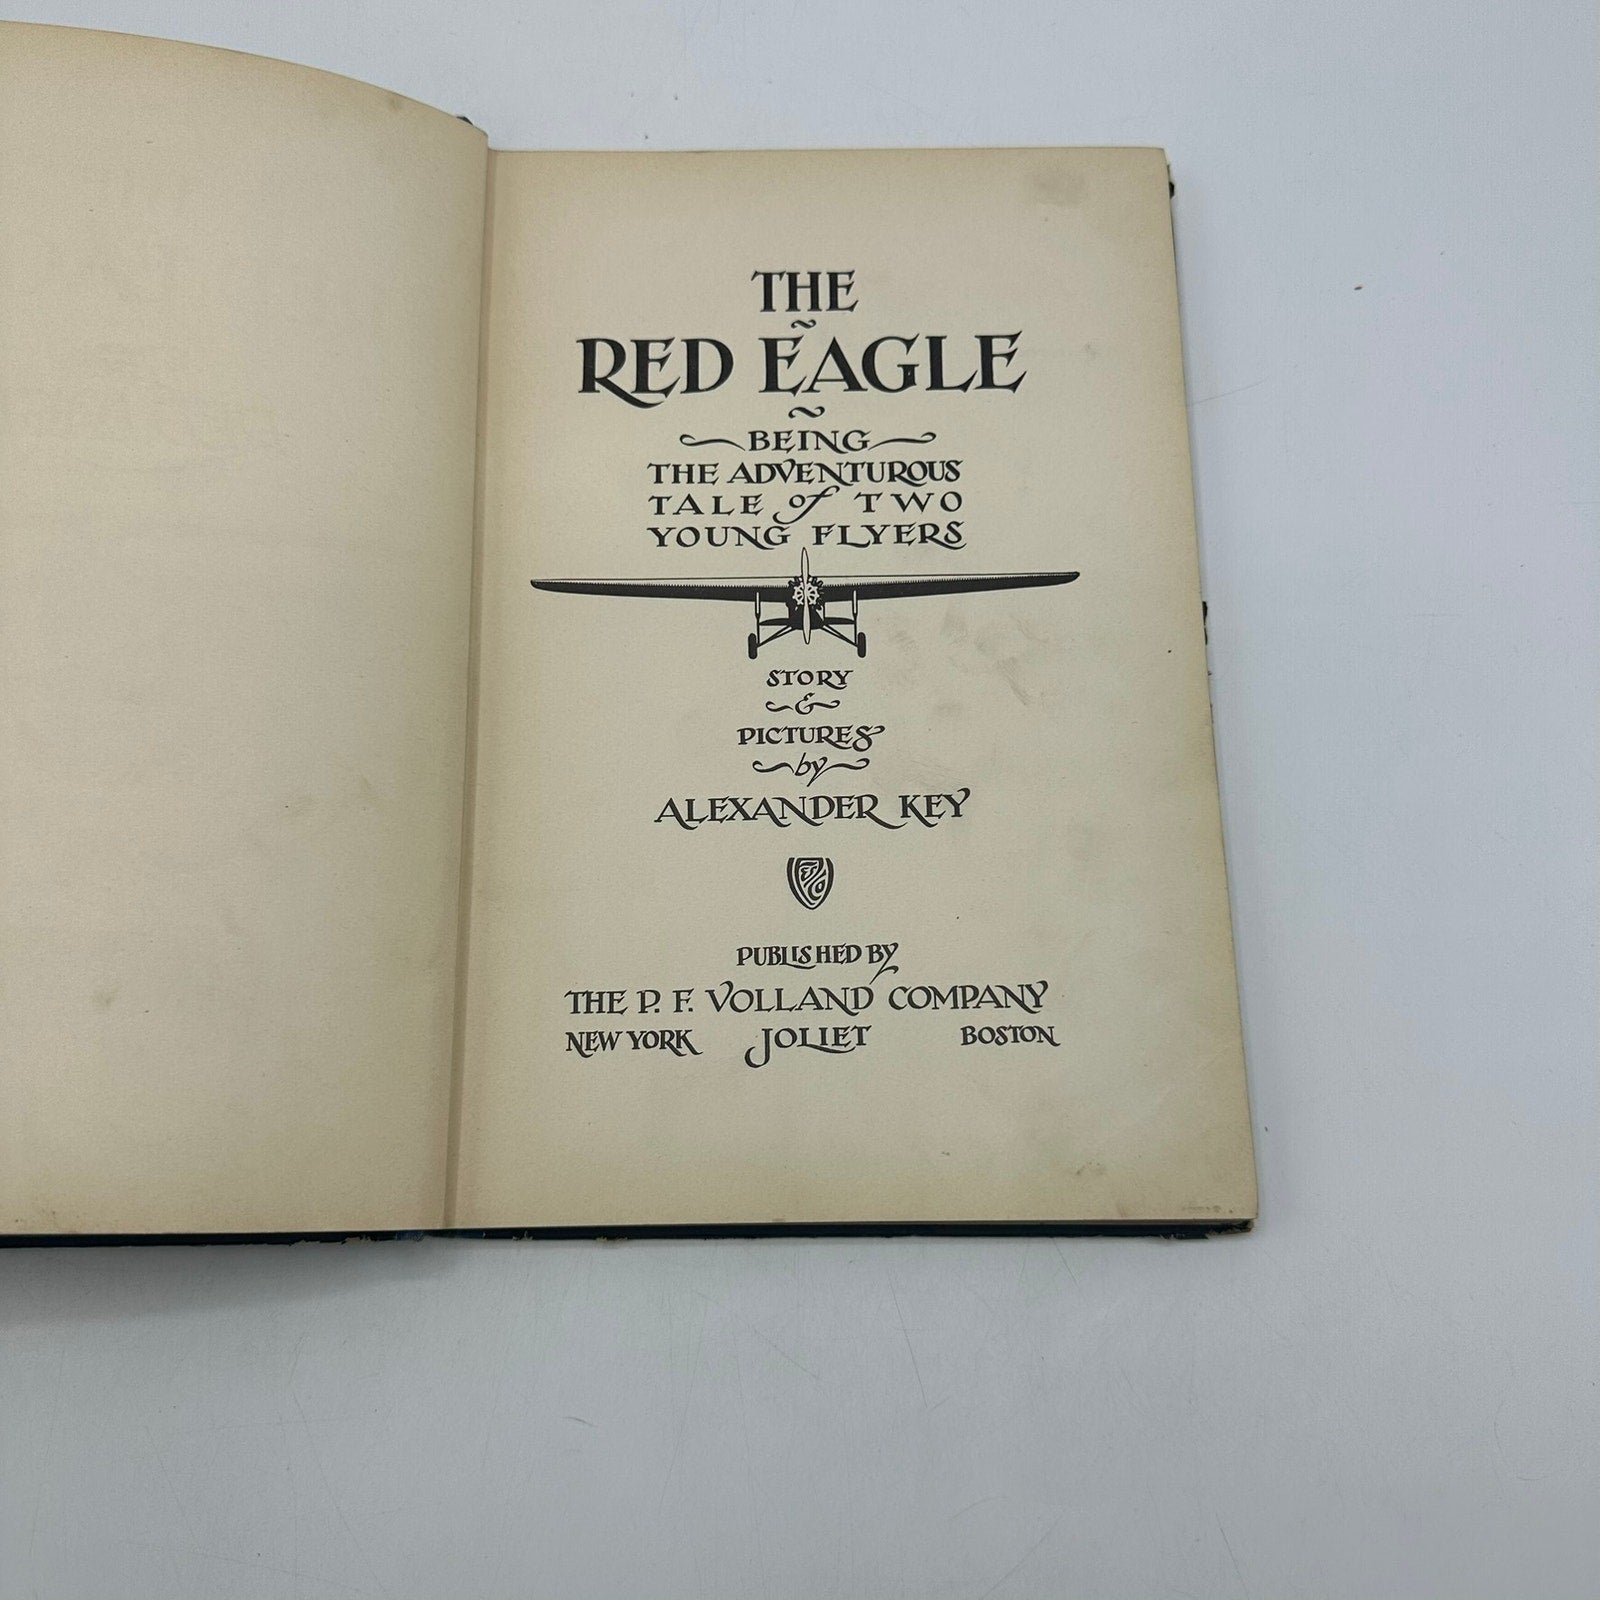 THE
RED EAGLE
BEING
THE ADVENTUROUS
TALE of TWO
YOUNG FLYERS
STORY
&
PICTURES
by
ALEXANDER KEY
PUBLISHED BY
THE P. F. VOLLAND COMPANY
NEW YORK JOLIET BOSTON